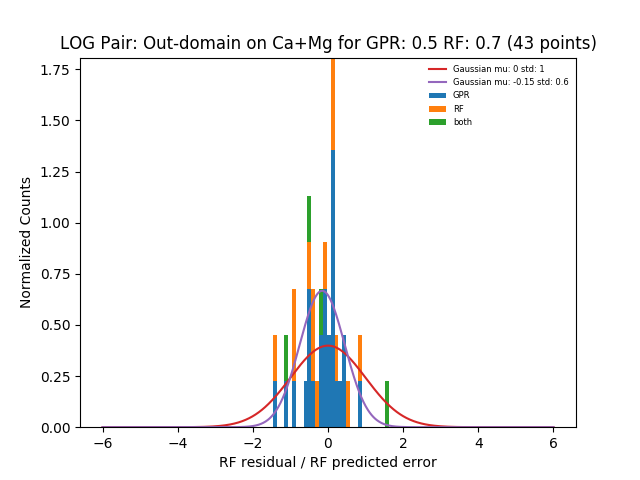 LOG Pair: Out-domain on Ca+Mg for GPR: 0.5 RF: 0.7 (43 points)
Gaussian mu: 0 std: 1
Gaussian mu: -0.15 std: 0.6
GPR
RF
both
Normalized Counts
1.75
1.50
1.25
1.00
0.75
0.50
0.25
0.00
−6
−4
−2
0
2
4
6
RF residual / RF predicted error